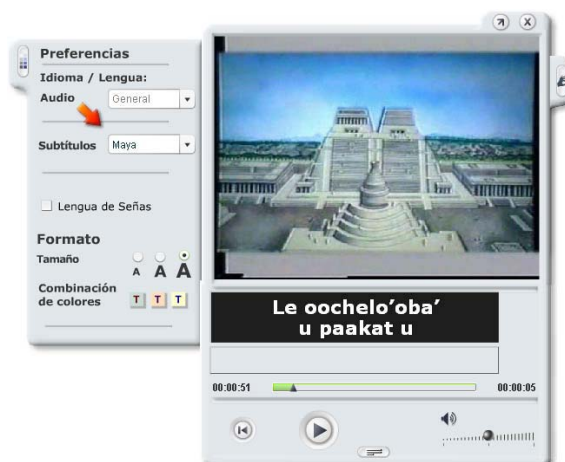 Preferencias
Idioma / Lengua:
Audio General
Subtítulos Maya
Lengua de Señas
Formato
Tamaño
A A A
Combinación
de colores T T T
Le oochelo’oba’
u paakat u
00:00:51 00:00:05